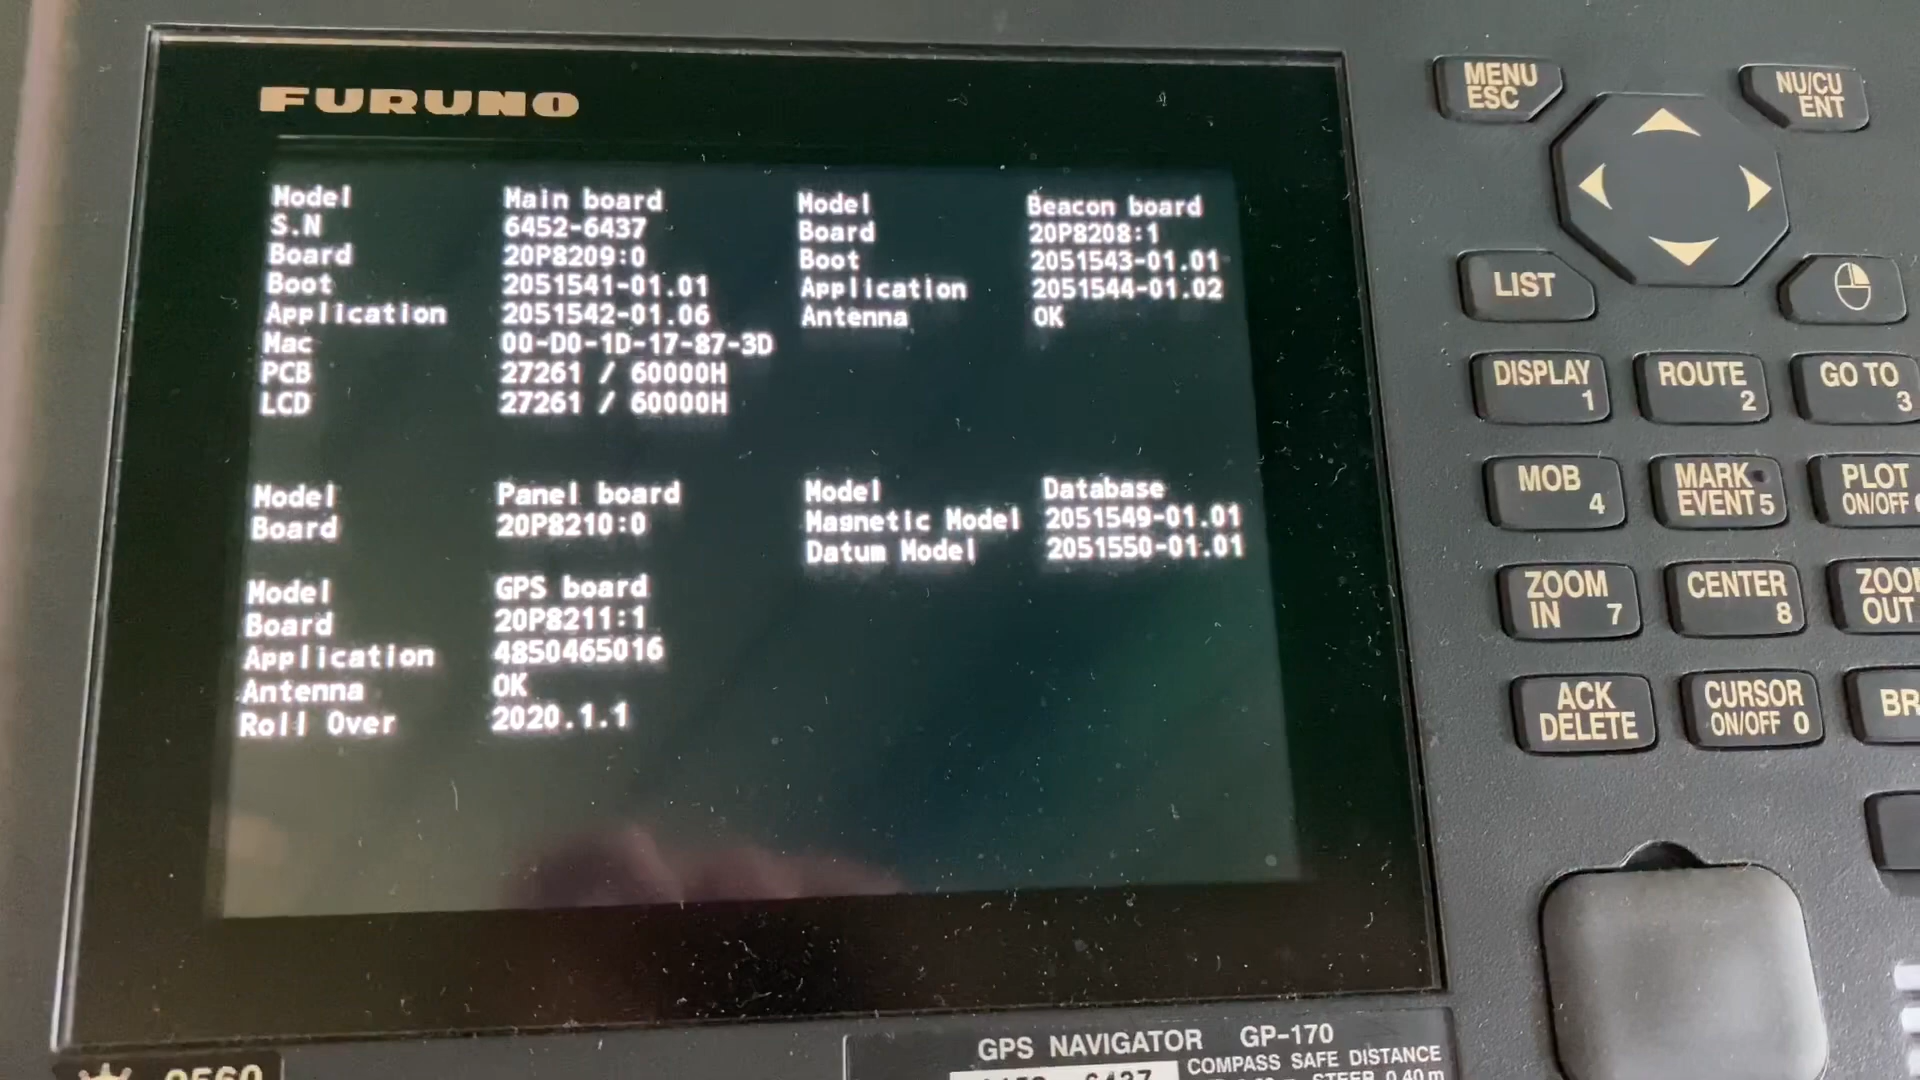 FURUNO
Model Main board
S.N 6452-6437
Board 20P8209:0
Boot 2051541-01.01
Application 2051542-01.06
Mac 00-D0-1D-17-87-3D
PCB 27261 / 60000H
LCD 27261 / 60000H
Model Beacon board
Board 20P8208:1
Boot 2051543-01.01
Application 2051544-01.02
Antenna OK
Model Panel board
Board 20P8210:0
Model Database
Magnetic Model 2051549-01.01
Datum Model 2051550-01.01
Model GPS board
Board 20P8211:1
Application 4850465016
Antenna OK
Roll Over 2020.1.1
MENU
ESC
NU/CU
ENT
LIST
DISPLAY
1
ROUTE
2
GO TO
3
MOB
4
MARK
EVENT 5
PLOT
ON/OFF
ZOOM
IN 7
CENTER
8
OUT
ACK
DELETE
CURSOR
ON/OFF 0
GPS NAVIGATOR GP-170
COMPASS SAFE DISTANCE
0.40 m